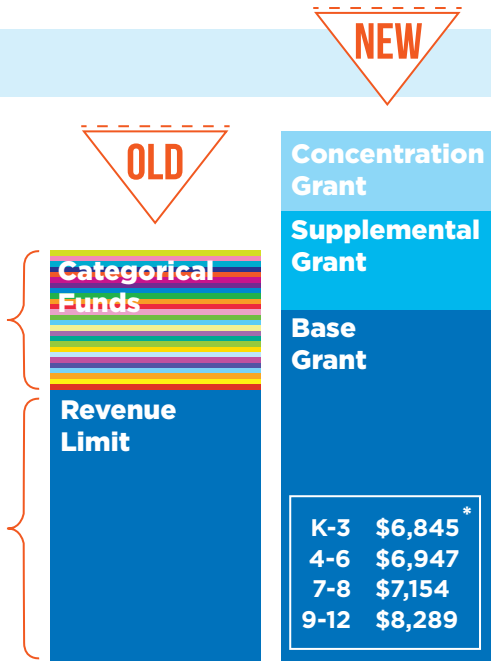 NEW
OLD
Concentration
Grant
Supplemental
Grant
Categorical
Funds
Base
Grant
Revenue
Limit
K-3 $6,845*
4-6 $6,947
7-8 $7,154
9-12 $8,289